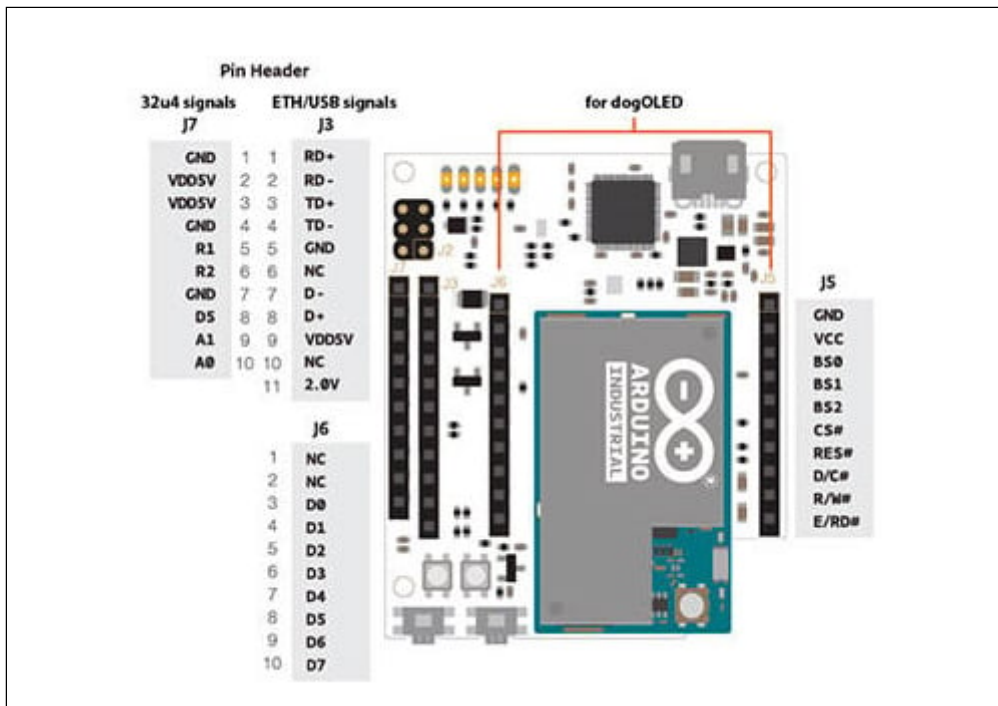 Pin Header
32u4 signals ETH/USB signals for dogOLED
J7 J3
GND 1 1 RD+
VDD5V 2 2 RD-
VDD5V 3 3 TD+
GND 4 4 TD-
R1 5 5 GND
R2 6 6 NC
GND 7 7 D-
D5 8 8 D+
A1 9 9 VDD5V
A0 10 10 NC
11 2.0V
J2
J7
J3
J6
J5
J5
GND
VCC
BS0
BS1
BS2
CS#
RES#
D/C#
R/W#
E/RD#
ARDUINO
INDUSTRIAL
J6
1 NC
2 NC
3 D0
4 D1
5 D2
6 D3
7 D4
8 D5
9 D6
10 D7